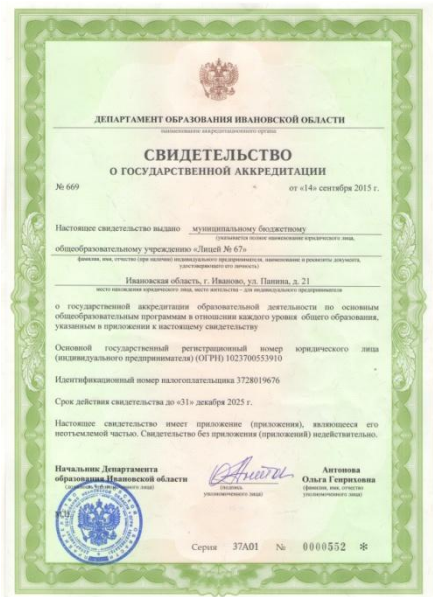 ДЕПАРТАМЕНТ ОБРАЗОВАНИЯ ИВАНОВСКОЙ ОБЛАСТИ
наименование аккредитационного органа
СВИДЕТЕЛЬСТВО
О ГОСУДАРСТВЕННОЙ АККРЕДИТАЦИИ
№ 669 от «14» сентября 2015 г.
Настоящее свидетельство выдано муниципальному бюджетному
(указывается полное наименование юридического лица,
общеобразовательному учреждению «Лицей № 67»
фамилия, имя, отчество (при наличии) индивидуального предпринимателя, наименование и реквизиты документа,
удостоверяющего его личность)
Ивановская область, г. Иваново, ул. Панина, д. 21
место нахождения юридического лица, место жительства – для индивидуального предпринимателя
о государственной аккредитации образовательной деятельности по основным
общеобразовательным программам в отношении каждого уровня общего образования,
указанным в приложении к настоящему свидетельству
Основной государственный регистрационный номер юридического лица
(индивидуального предпринимателя) (ОГРН) 1023700553910
Идентификационный номер налогоплательщика 3728019676
Срок действия свидетельства до «31» декабря 2025 г.
Настоящее свидетельство имеет приложение (приложения), являющееся его
неотъемлемой частью. Свидетельство без приложения (приложений) недействительно.
Начальник Департамента Антонова
образования Ивановской области Ольга Генриховна
(подпись (фамилия, имя, отчество
уполномоченного лица) уполномоченного лица)
Серия 37А01 № 0000552 *